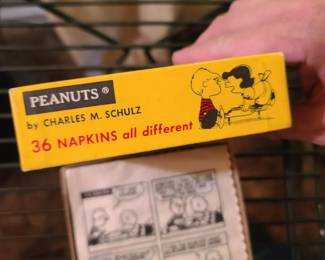 PEANUTS ®
by CHARLES M. SCHULZ
36 NAPKINS all different